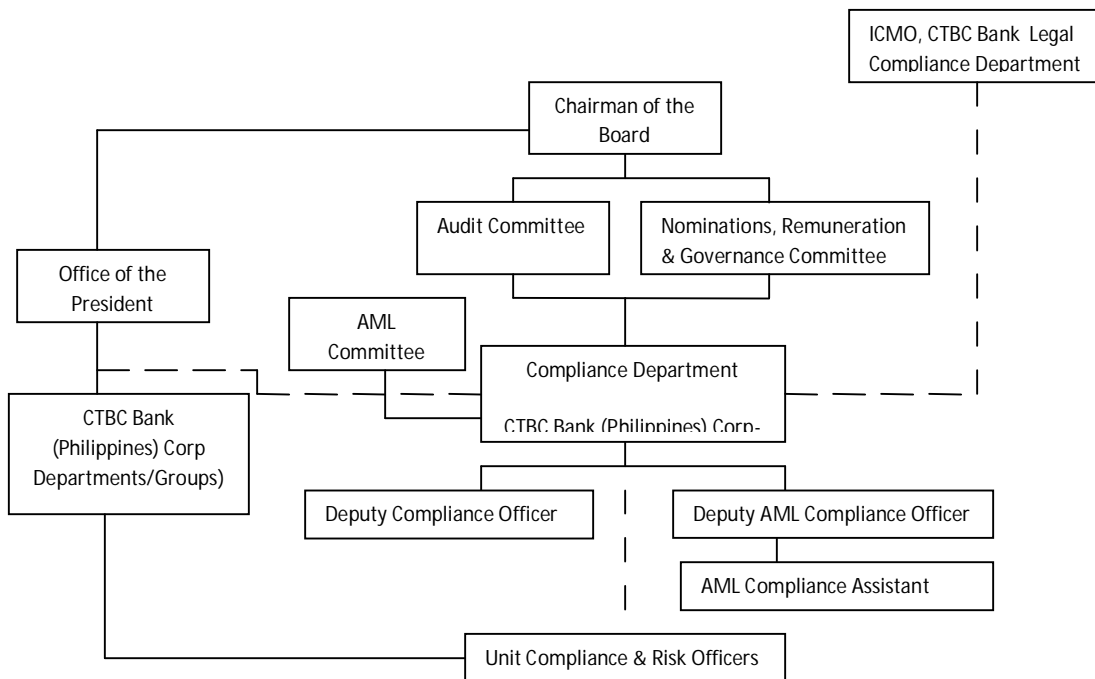 ICMO, CTBC Bank Legal
Compliance Department
Chairman of the
Board
Audit Committee
Nominations, Remuneration
& Governance Committee
Office of the
President
AML
Committee
Compliance Department
CTBC Bank (Philippines) Corp-
CTBC Bank
(Philippines) Corp
Departments/Groups)
Deputy Compliance Officer
Deputy AML Compliance Officer
AML Compliance Assistant
Unit Compliance & Risk Officers